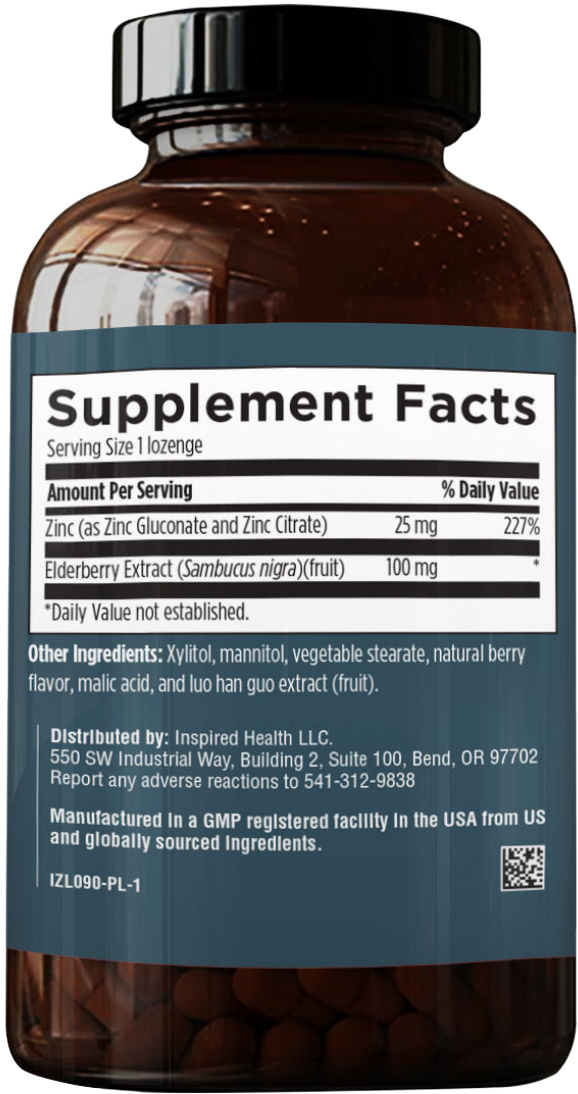 Supplement Facts
Serving Size 1 lozenge
Amount Per Serving % Daily Value
Zinc (as Zinc Gluconate and Zinc Citrate) 25 mg 227%
Elderberry Extract (Sambucus nigra)(fruit) 100 mg *
*Daily Value not established.
Other Ingredients: Xylitol, mannitol, vegetable stearate, natural berry
flavor, malic acid, and luo han guo extract (fruit).
Distributed by: Inspired Health LLC.
550 SW Industrial Way, Building 2, Suite 100, Bend, OR 97702
Report any adverse reactions to 541-312-9838
Manufactured in a GMP registered facility in the USA from US
and globally sourced ingredients.
IZL090-PL-1